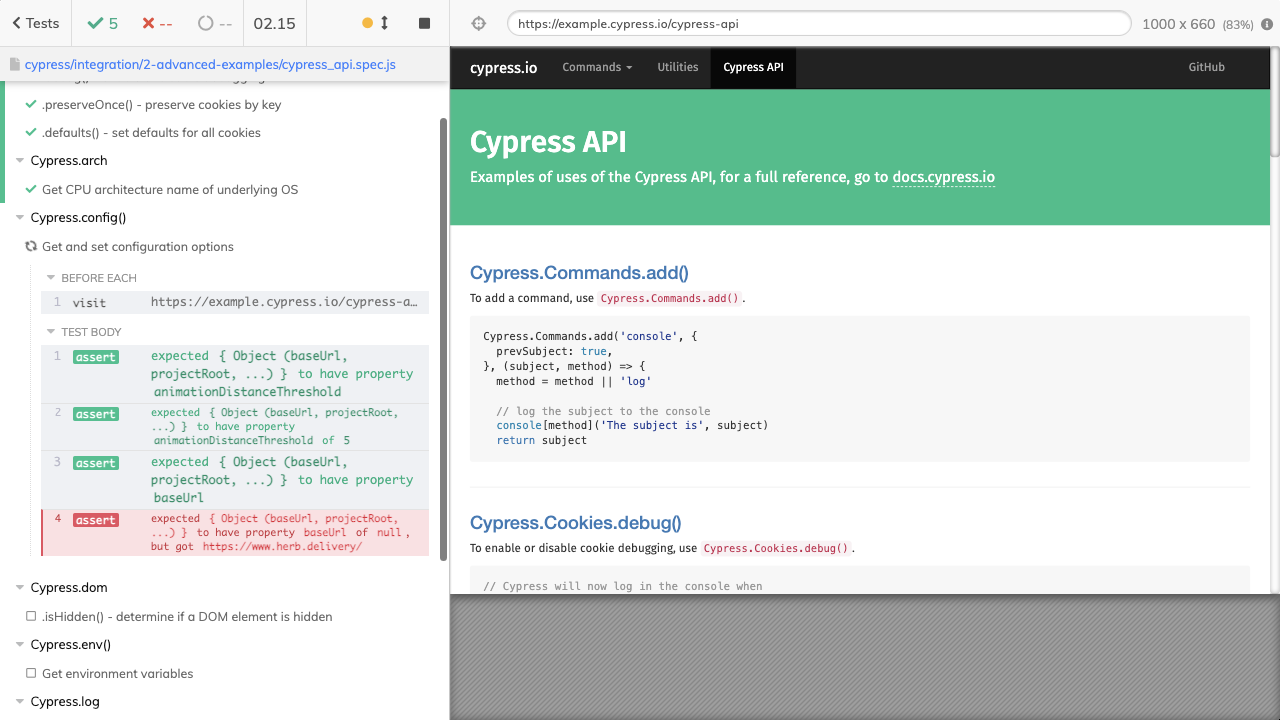 Tests
5
--
--
02.15
https://example.cypress.io/cypress-api
1000 x 660 (83%)
cypress/integration/2-advanced-examples/cypress_api.spec.js
.preserveOnce() - preserve cookies by key
.defaults() - set defaults for all cookies
Cypress.arch
Get CPU architecture name of underlying OS
Cypress.config()
Get and set configuration options
BEFORE EACH
1 visit https://example.cypress.io/cypress-a…
TEST BODY
1 assert expected { Object (baseUrl,
projectRoot, ...) } to have property
animationDistanceThreshold
2 assert expected { Object (baseUrl, projectRoot,
...) } to have property
animationDistanceThreshold of 5
3 assert expected { Object (baseUrl,
projectRoot, ...) } to have property
baseUrl
4 assert expected { Object (baseUrl, projectRoot,
...) } to have property baseUrl of null,
but got https://www.herb.delivery/
Cypress.dom
.isHidden() - determine if a DOM element is hidden
Cypress.env()
Get environment variables
Cypress.log
cypress.io
Commands
Utilities
Cypress API
GitHub
Cypress API
Examples of uses of the Cypress API, for a full reference, go to docs.cypress.io
Cypress.Commands.add()
To add a command, use Cypress.Commands.add().
Cypress.Commands.add('console', {
prevSubject: true,
}, (subject, method) => {
method = method || 'log'
// log the subject to the console
console[method]('The subject is', subject)
return subject
Cypress.Cookies.debug()
To enable or disable cookie debugging, use Cypress.Cookies.debug().
// Cypress will now log in the console when